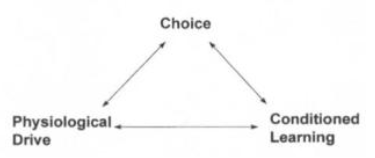 Choice
Physiological
Drive
Conditioned
Learning